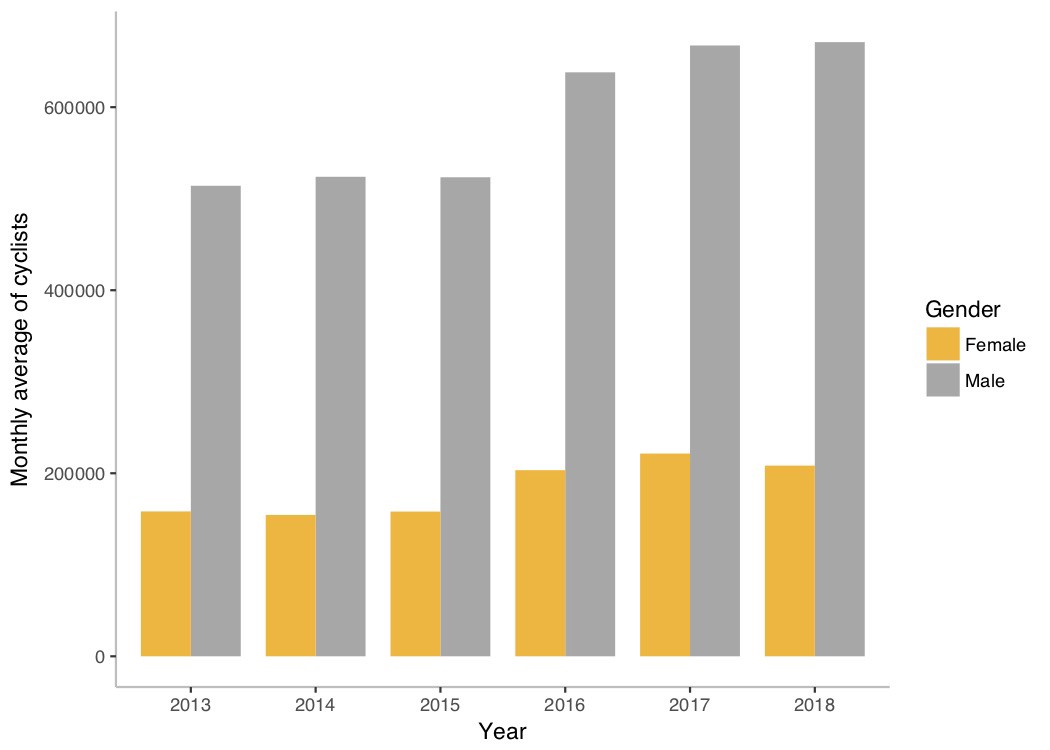 Monthly average of cyclists
600000
400000
200000
0
2013 2014 2015 2016 2017 2018
Year
Gender
Female
Male